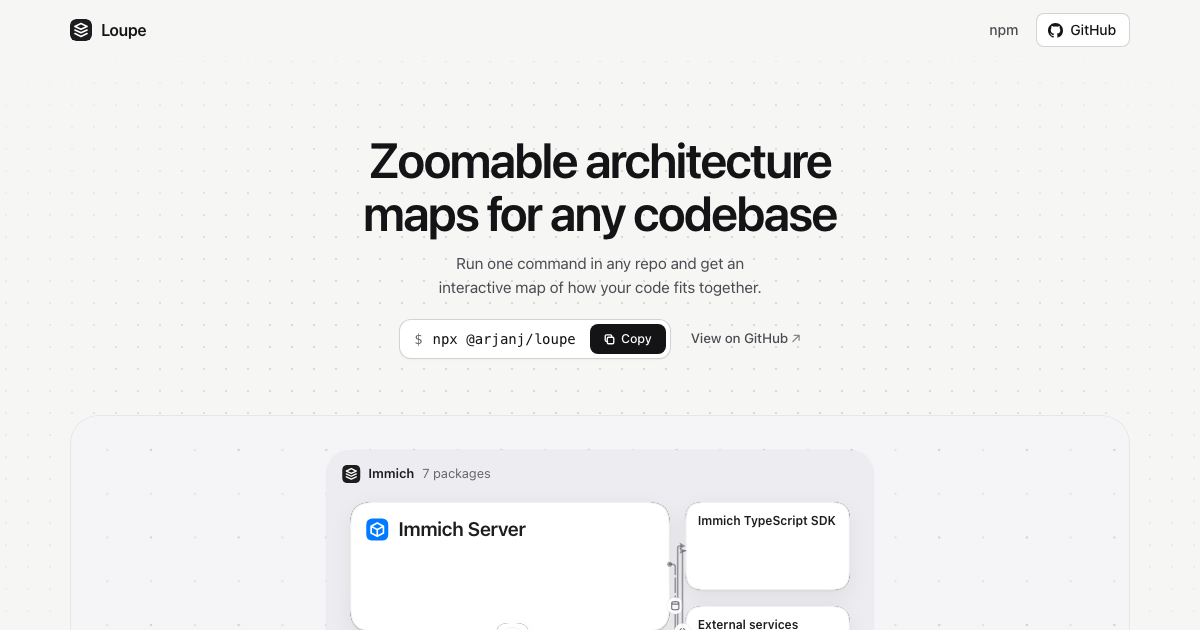 Loupe
npm
GitHub
Zoomable architecture
maps for any codebase
Run one command in any repo and get an
interactive map of how your code fits together.
$ npx @arjanj/loupe
Copy
View on GitHub ↗
Immich 7 packages
Immich Server
Immich TypeScript SDK
External services